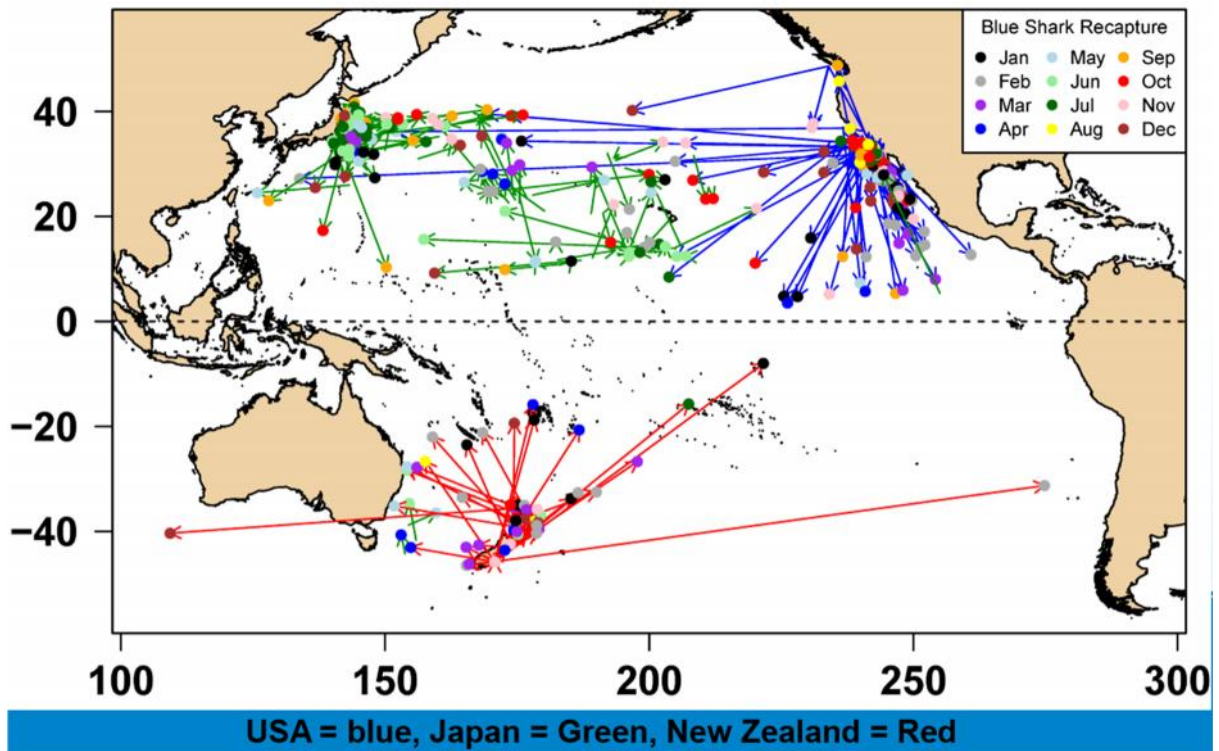 Blue Shark Recapture
Jan May Sep
Feb Jun Oct
Mar Jul Nov
Apr Aug Dec
40
20
0
−20
−40
100 150 200 250 300
USA = blue, Japan = Green, New Zealand = Red